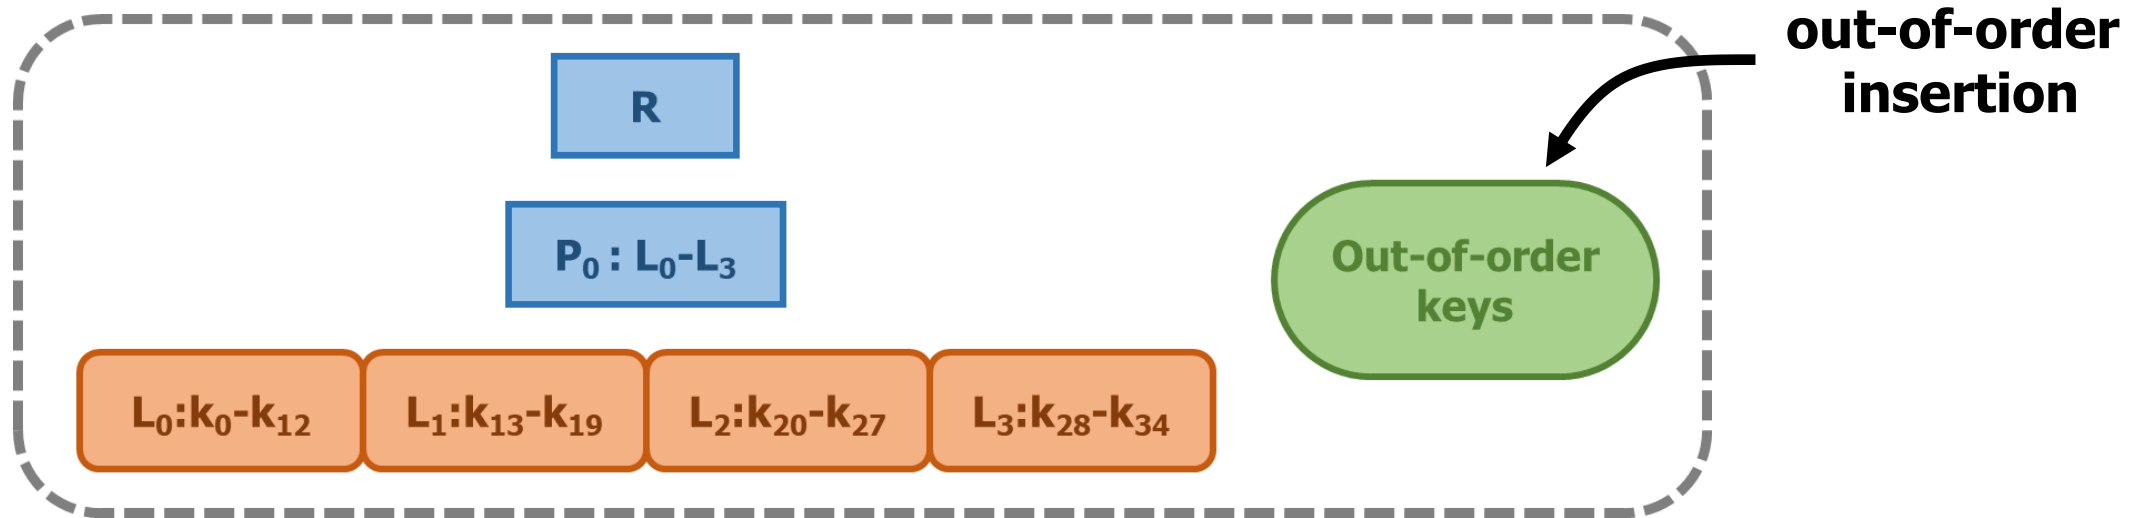 out-of-order
insertion
R
P₀ : L₀-L₃
Out-of-order
keys
L₀:k₀-k₁₂
L₁:k₁₃-k₁₉
L₂:k₂₀-k₂₇
L₃:k₂₈-k₃₄